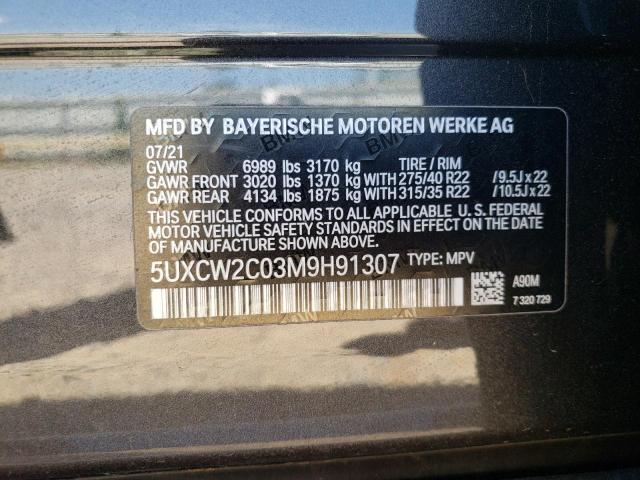 MFD BY BAYERISCHE MOTOREN WERKE AG
07/21
GVWR 6989 lbs 3170 kg TIRE / RIM
GAWR FRONT 3020 lbs 1370 kg WITH 275/40 R22 /9.5J x 22
GAWR REAR 4134 lbs 1875 kg WITH 315/35 R22 /10.5J x 22
THIS VEHICLE CONFORMS TO ALL APPLICABLE U. S. FEDERAL
MOTOR VEHICLE SAFETY STANDARDS IN EFFECT ON THE DATE
OF MANUFACTURE SHOWN ABOVE.
5UXCW2C03M9H91307 TYPE: MPV
A90M
7 320 729